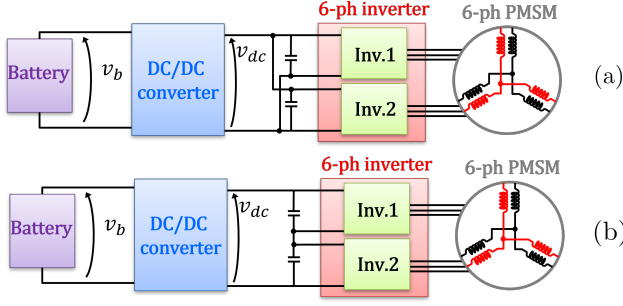 6-ph inverter
6-ph PMSM
Battery
v_b
DC/DC
converter
v_dc
Inv.1
Inv.2
(a)
6-ph inverter
6-ph PMSM
Battery
v_b
DC/DC
converter
v_dc
Inv.1
Inv.2
(b)